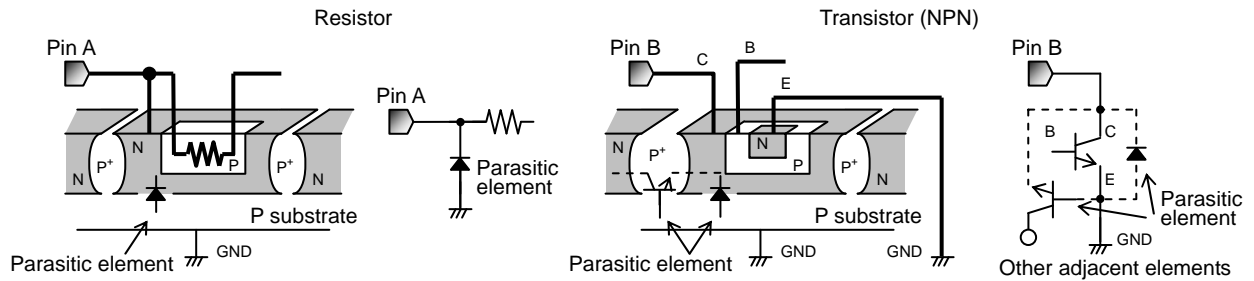 Resistor
Pin A
N
N
P+
P
P+
N
P substrate
GND
Parasitic element
Pin A
Parasitic
element
Transistor (NPN)
Pin B
C
B
E
N
P+
N
P
P+
N
P substrate
GND
GND
Parasitic element
Pin B
B
C
E
Parasitic
element
GND
Other adjacent elements